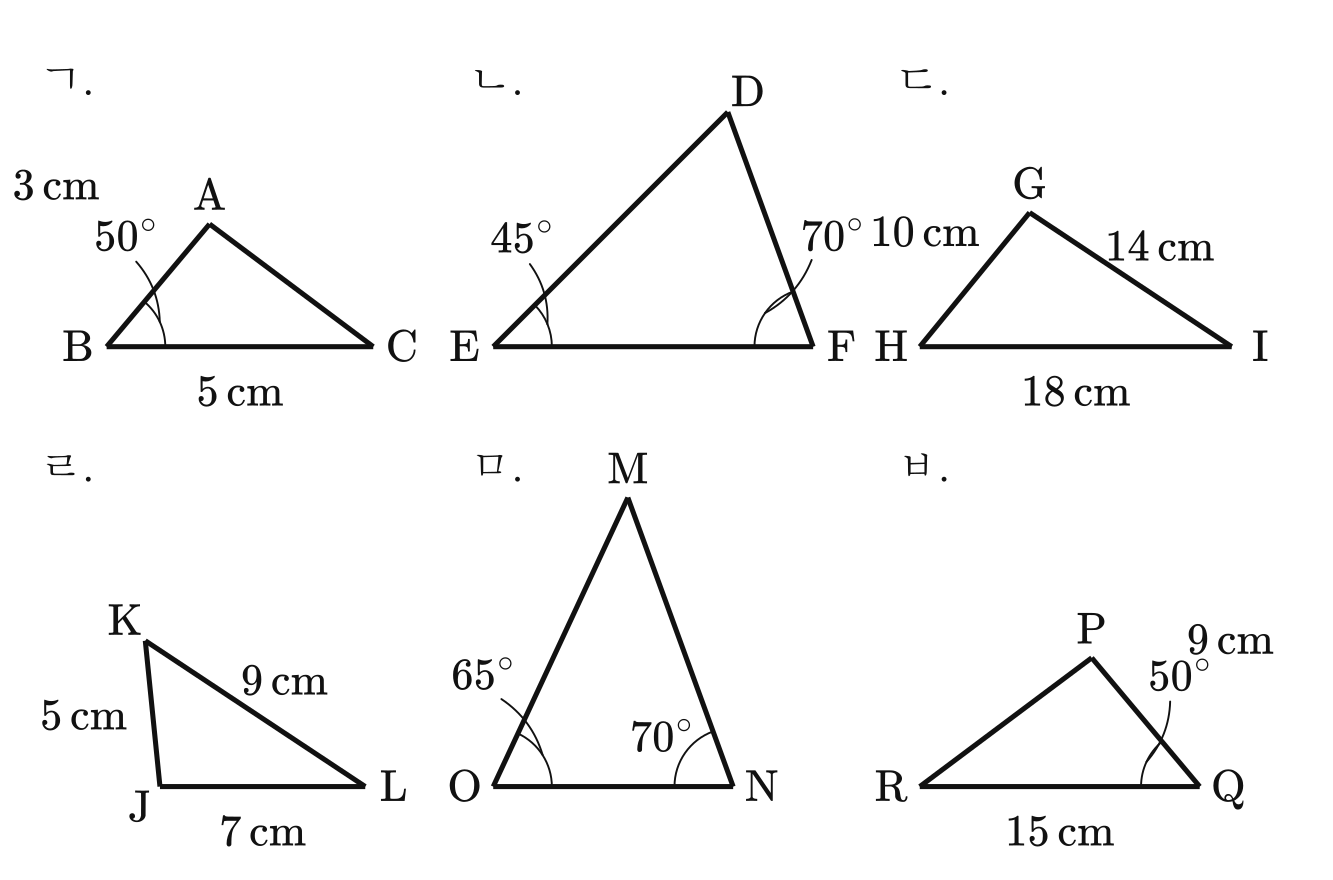 ㄱ.
3 cm
50°
A
B
C
5 cm
ㄴ.
D
45°
70°
E
F
ㄷ.
G
10 cm
14 cm
H
I
18 cm
ㄹ.
K
9 cm
5 cm
J
L
7 cm
ㅁ.
M
65°
70°
O
N
ㅂ.
P
9 cm
50°
R
Q
15 cm